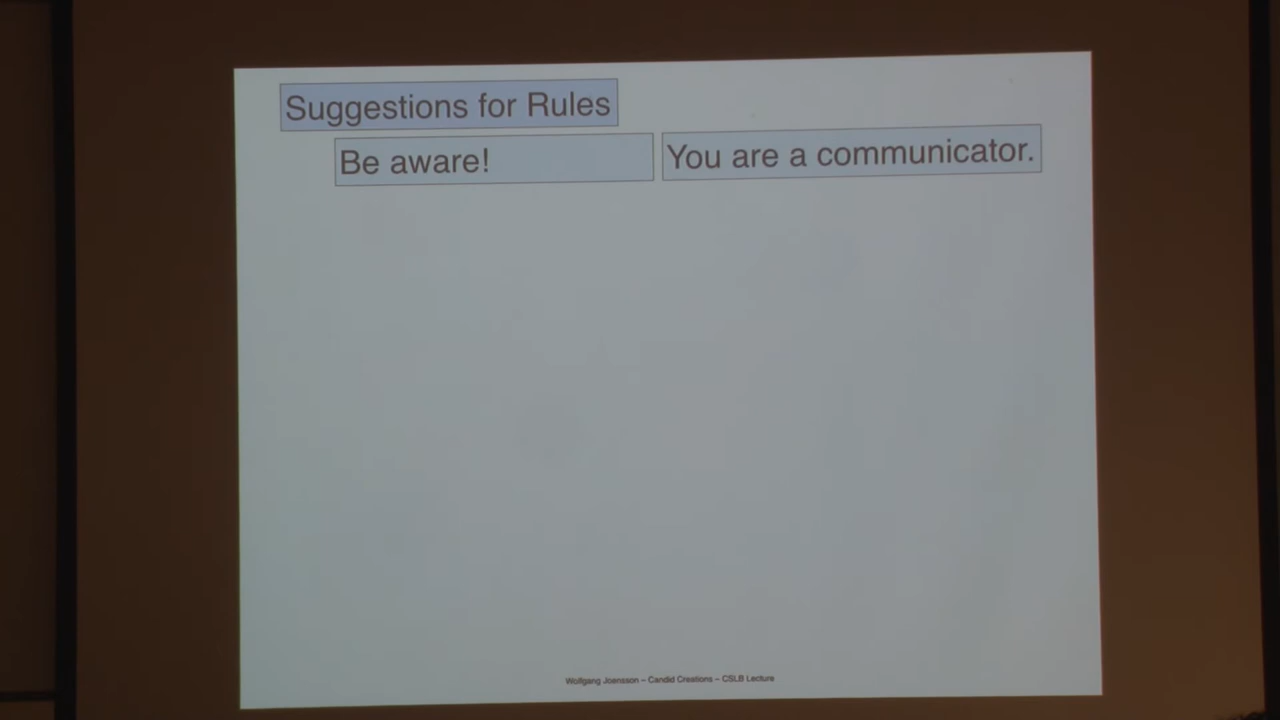 Suggestions for Rules
Be aware! You are a communicator.
Wolfgang Joensson – Candid Creations – CSLB Lecture